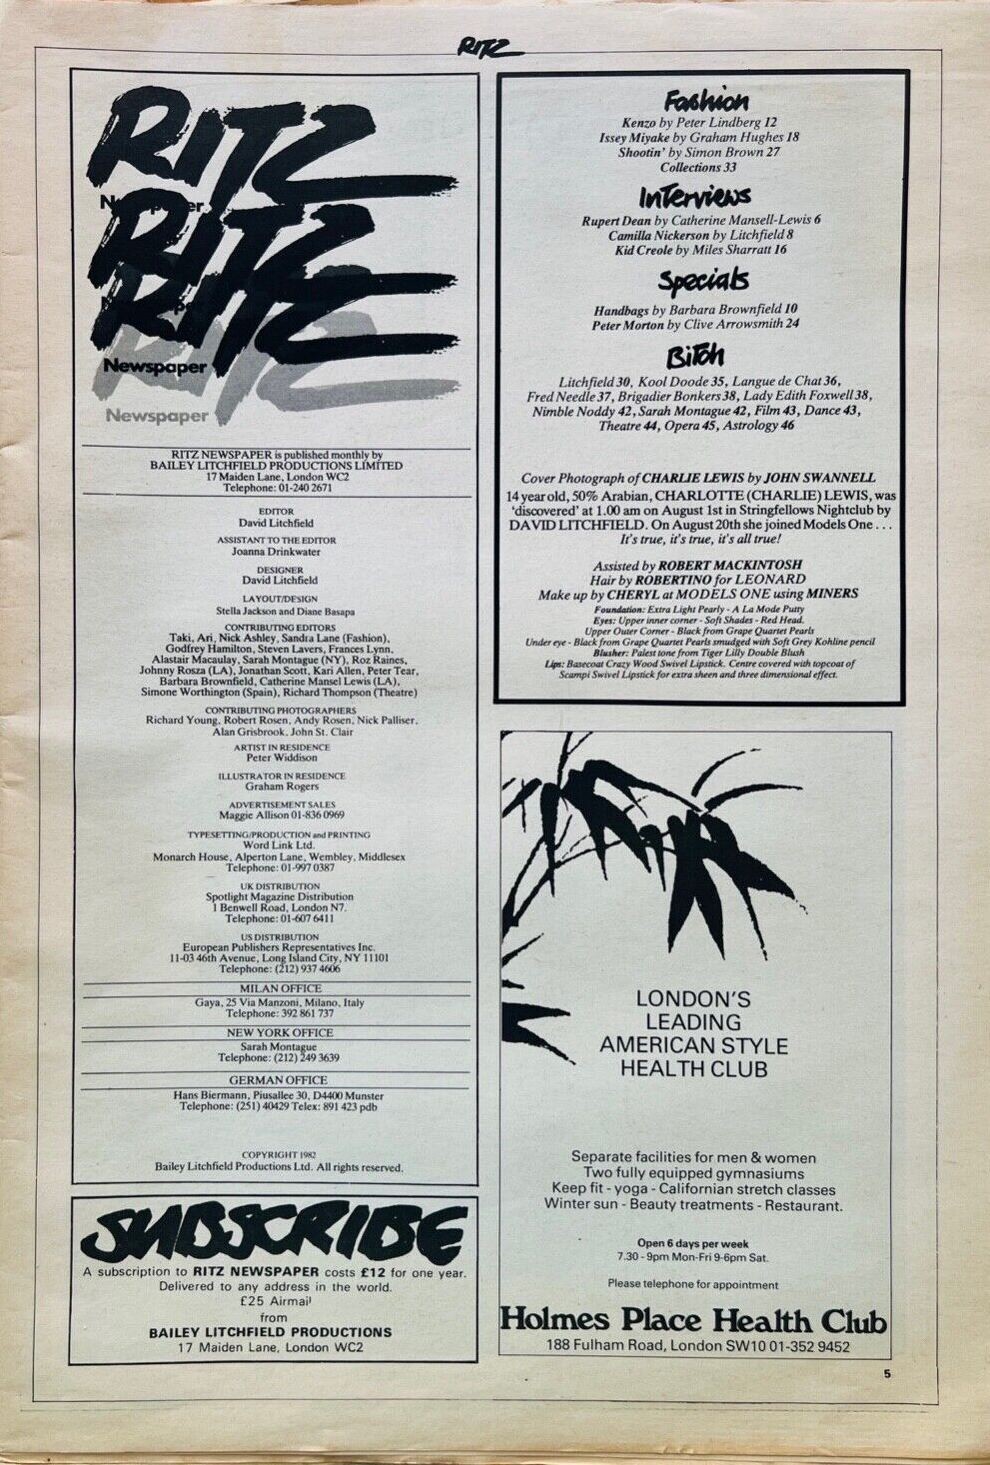 RITZ
RITZ
Newspaper
RITZ
RITZ
Newspaper
RITZ
Newspaper
RITZ NEWSPAPER is published monthly by
BAILEY LITCHFIELD PRODUCTIONS LIMITED
17 Maiden Lane, London WC2
Telephone: 01-240 2671
EDITOR
David Litchfield
ASSISTANT TO THE EDITOR
Joanna Drinkwater
DESIGNER
David Litchfield
LAYOUT/DESIGN
Stella Jackson and Diane Basapa
CONTRIBUTING EDITORS
Taki, Ari, Nick Ashley, Sandra Lane (Fashion),
Godfrey Hamilton, Steven Lavers, Frances Lynn,
Alastair Macaulay, Sarah Montague (NY), Roz Raines,
Johnny Rosza (LA), Jonathan Scott, Kari Allen, Peter Tear,
Barbara Brownfield, Catherine Mansel Lewis (LA),
Simone Worthington (Spain), Richard Thompson (Theatre)
CONTRIBUTING PHOTOGRAPHERS
Richard Young, Robert Rosen, Andy Rosen, Nick Palliser,
Alan Grisbrook, John St. Clair
ARTIST IN RESIDENCE
Peter Widdison
ILLUSTRATOR IN RESIDENCE
Graham Rogers
ADVERTISEMENT SALES
Maggie Allison 01-836 0969
TYPESETTING/PRODUCTION and PRINTING
Word Link Ltd.
Monarch House, Alperton Lane, Wembley, Middlesex
Telephone: 01-997 0387
UK DISTRIBUTION
Spotlight Magazine Distribution
1 Benwell Road, London N7.
Telephone: 01-607 6411
US DISTRIBUTION
European Publishers Representatives Inc.
11-03 46th Avenue, Long Island City, NY 11101
Telephone: (212) 937 4606
MILAN OFFICE
Gaya, 25 Via Manzoni, Milano, Italy
Telephone: 392 861 737
NEW YORK OFFICE
Sarah Montague
Telephone: (212) 249 3639
GERMAN OFFICE
Hans Biermann, Piusallee 30, D4400 Munster
Telephone: (251) 40429 Telex: 891 423 pdb
COPYRIGHT 1982
Bailey Litchfield Productions Ltd. All rights reserved.
SUBSCRIBE
A subscription to RITZ NEWSPAPER costs £12 for one year.
Delivered to any address in the world.
£25 Airmail
from
BAILEY LITCHFIELD PRODUCTIONS
17 Maiden Lane, London WC2
Fashion
Kenzo by Peter Lindberg 12
Issey Miyake by Graham Hughes 18
Shootin' by Simon Brown 27
Collections 33
Interviews
Rupert Dean by Catherine Mansell-Lewis 6
Camilla Nickerson by Litchfield 8
Kid Creole by Miles Sharratt 16
Specials
Handbags by Barbara Brownfield 10
Peter Morton by Clive Arrowsmith 24
Bitch
Litchfield 30, Kool Doode 35, Langue de Chat 36,
Fred Needle 37, Brigadier Bonkers 38, Lady Edith Foxwell 38,
Nimble Noddy 42, Sarah Montague 42, Film 43, Dance 43,
Theatre 44, Opera 45, Astrology 46
Cover Photograph of CHARLIE LEWIS by JOHN SWANNELL
14 year old, 50% Arabian, CHARLOTTE (CHARLIE) LEWIS, was
'discovered' at 1.00 am on August 1st in Stringfellows Nightclub by
DAVID LITCHFIELD. On August 20th she joined Models One . . .
It's true, it's true, it's all true!
Assisted by ROBERT MACKINTOSH
Hair by ROBERTINO for LEONARD
Make up by CHERYL at MODELS ONE using MINERS
Foundation: Extra Light Pearly - A La Mode Putty
Eyes: Upper inner corner - Soft Shades - Red Head.
Upper Outer Corner - Black from Grape Quartet Pearls
Under eye - Black from Grape Quartet Pearls smudged with Soft Grey Kohline pencil
Blusher: Palest tone from Tiger Lilly Double Blush
Lips: Basecoat Crazy Wood Swivel Lipstick. Centre covered with topcoat of
Scampi Swivel Lipstick for extra sheen and three dimensional effect.
LONDON'S
LEADING
AMERICAN STYLE
HEALTH CLUB
Separate facilities for men & women
Two fully equipped gymnasiums
Keep fit - yoga - Californian stretch classes
Winter sun - Beauty treatments - Restaurant.
Open 6 days per week
7.30 - 9pm Mon-Fri 9-6pm Sat.
Please telephone for appointment
Holmes Place Health Club
188 Fulham Road, London SW10 01-352 9452
5